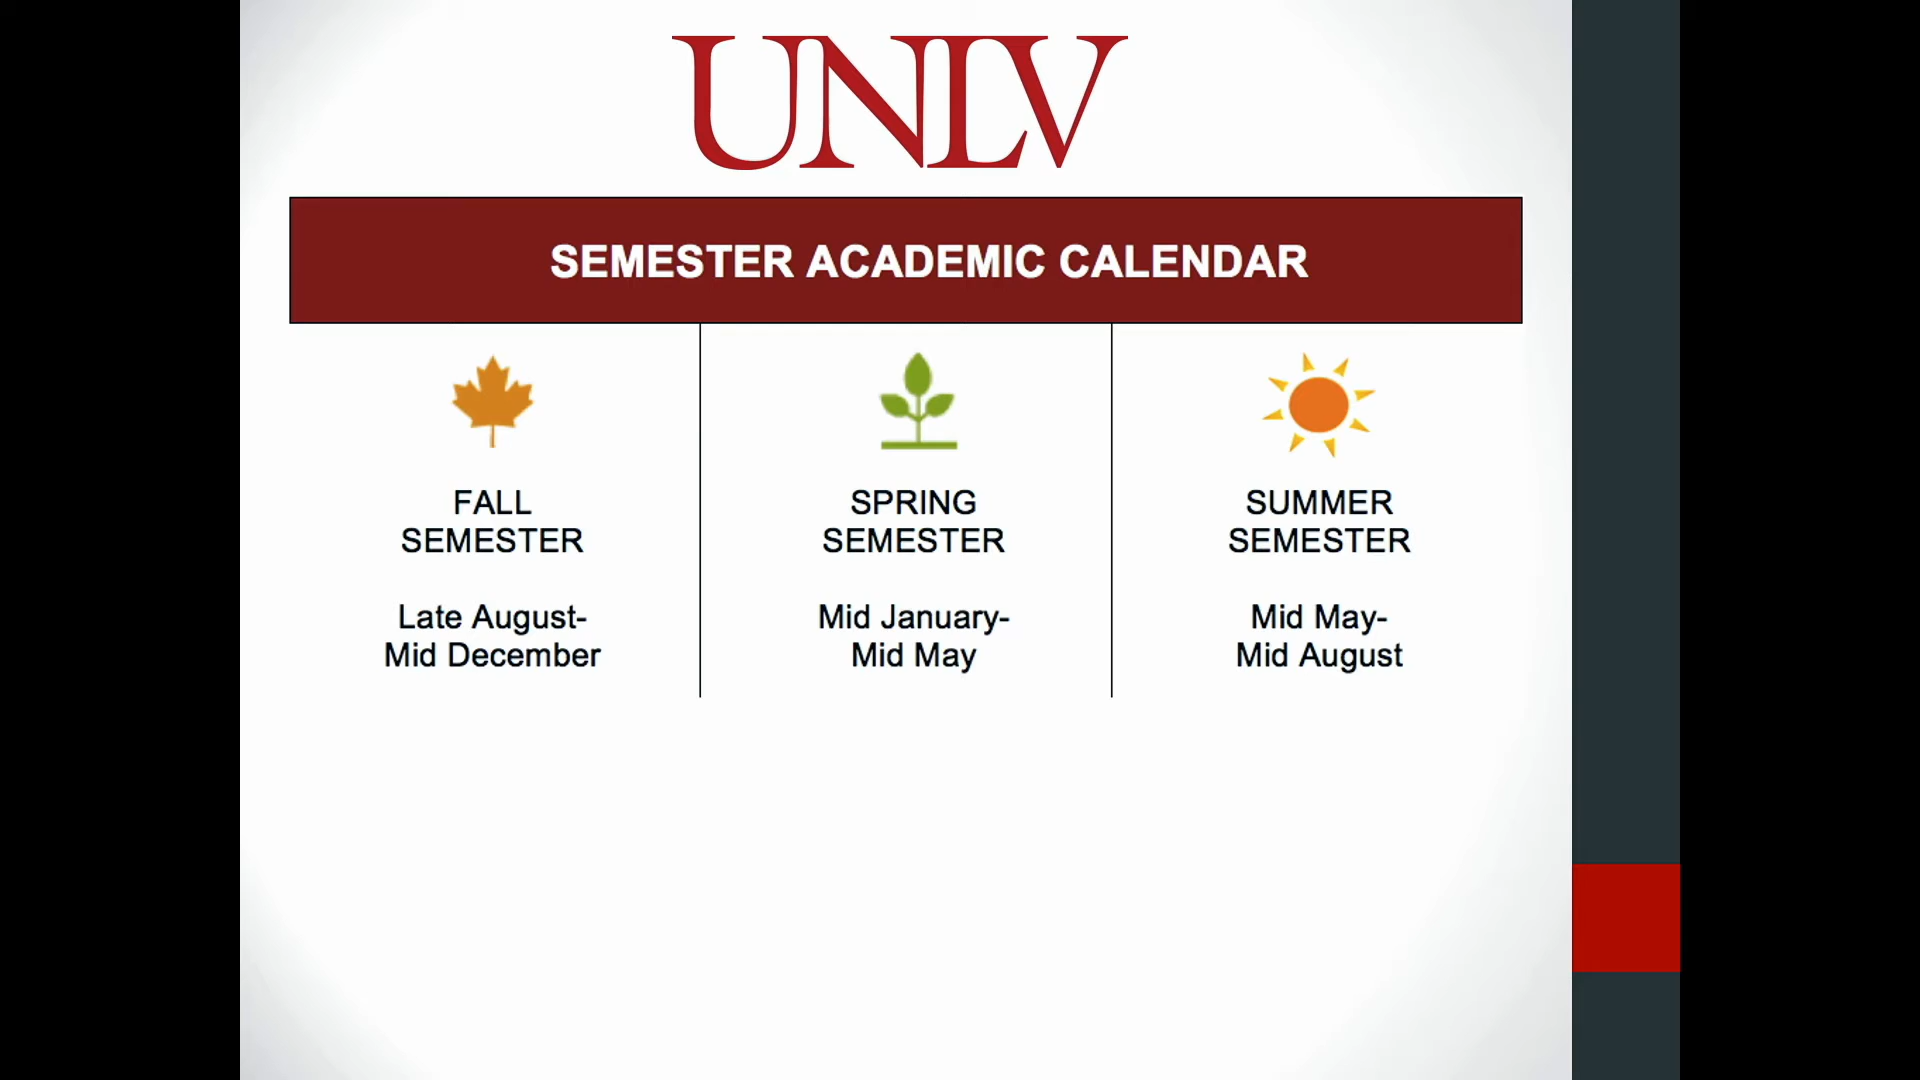 UNLV
SEMESTER ACADEMIC CALENDAR
FALL
SEMESTER
Late August-
Mid December
SPRING
SEMESTER
Mid January-
Mid May
SUMMER
SEMESTER
Mid May-
Mid August